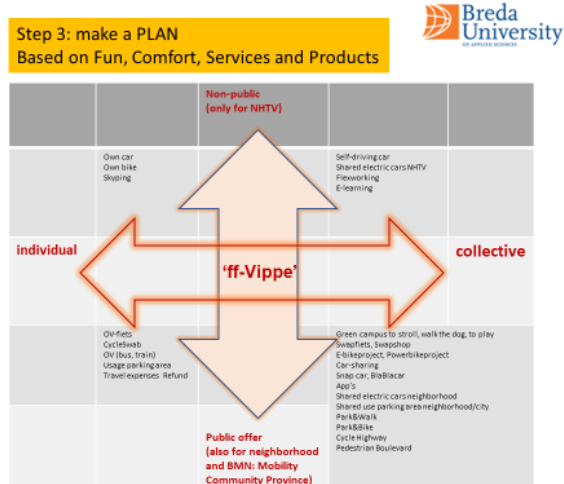 Step 3: make a PLAN
Based on Fun, Comfort, Services and Products
Breda
University
OF APPLIED SCIENCES
Non-public
(only for NHTV)
Own car
Own bike
Skyping
Self-driving car
Shared electric cars NHTV
Flexworking
E-learning
individual
'ff-Vippe'
collective
OV-fiets
CycleSwab
OV (bus, train)
Usage parking area
Travel expenses Refund
Green campus to stroll, walk the dog, to play
Swapfiets, Swapshop
E-bikeproject, Powerbikeproject
Car-sharing
Snap car, BlaBlacar
App's
Shared electric cars neighborhood
Shared use parking area neighborhood/city
Park&Walk
Park&Bike
Cycle Highway
Pedestrian Boulevard
Public offer
(also for neighborhood
and BMN: Mobility
Community Province)